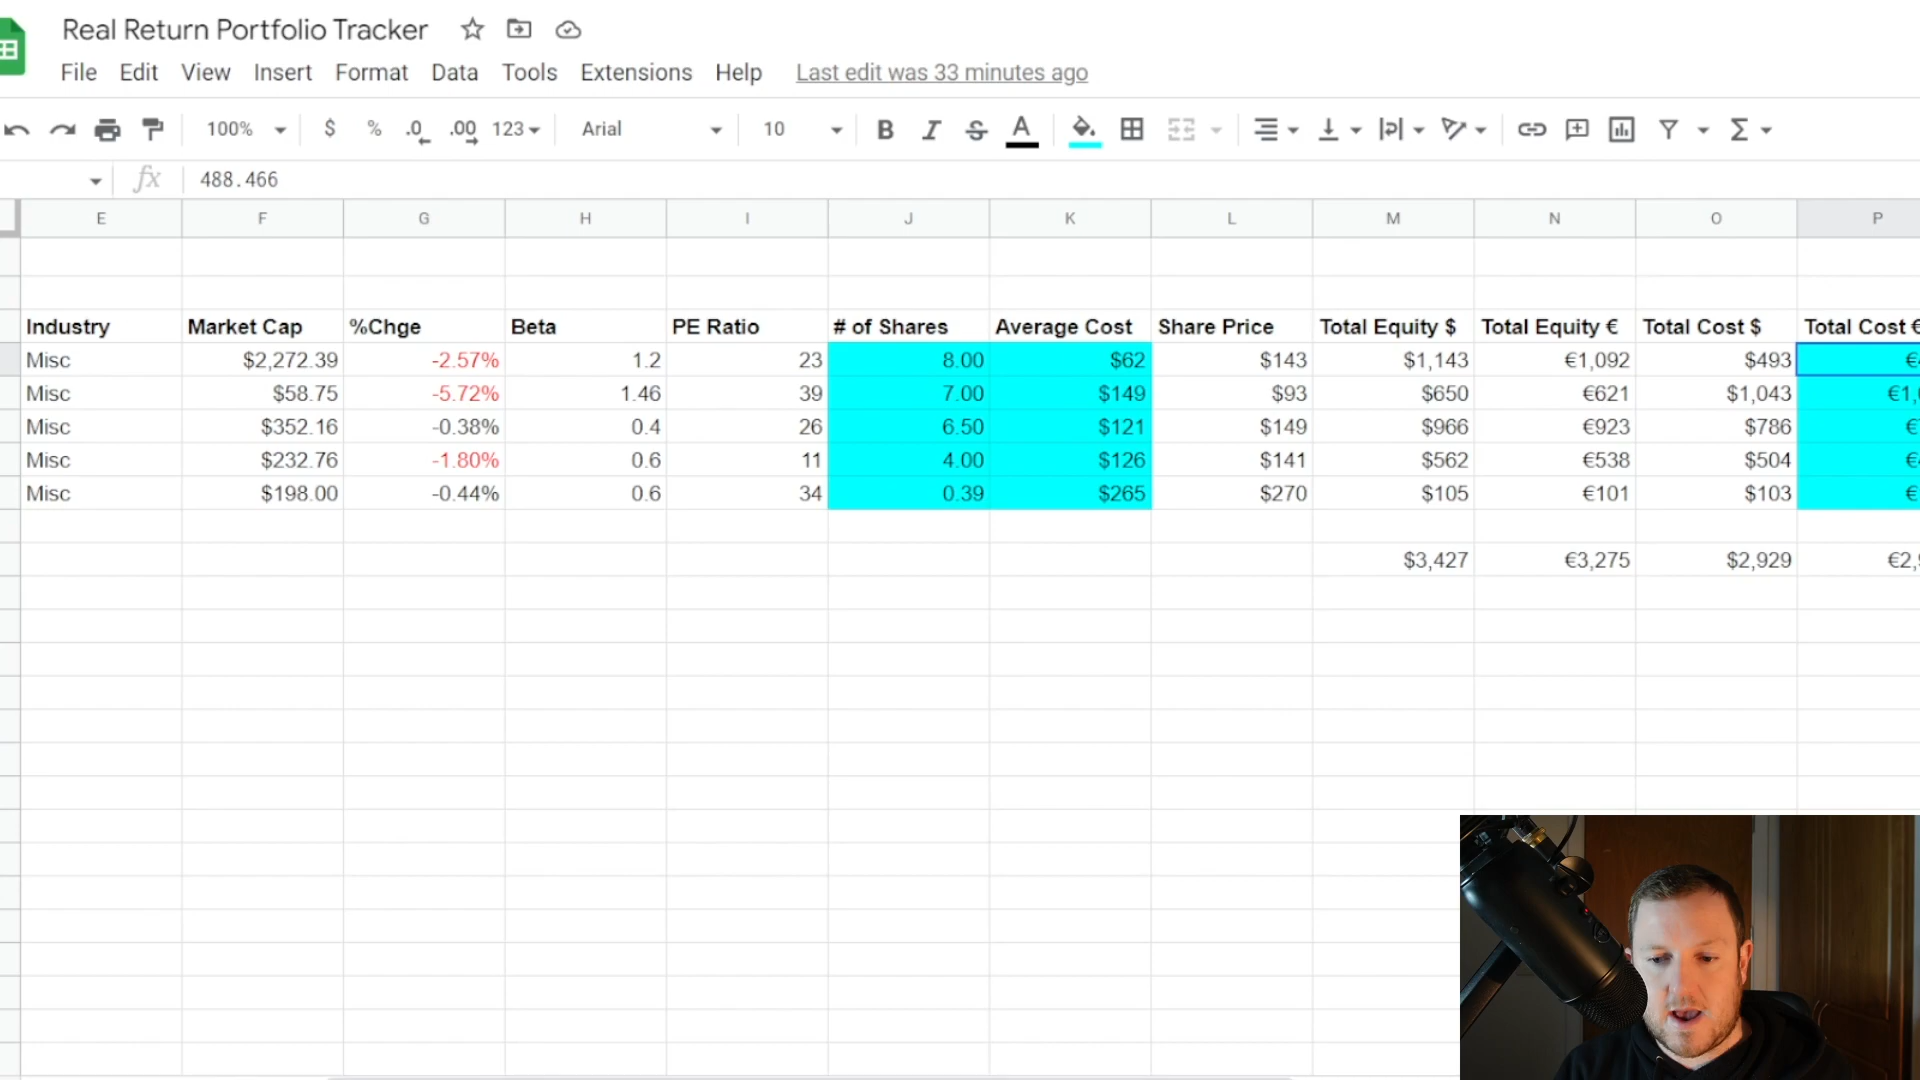 Real Return Portfolio Tracker
File Edit View Insert Format Data Tools Extensions Help Last edit was 33 minutes ago
100% $ % .0 .00 123 Arial 10 B I S A
fx 488.466
E F G H I J K L M N O P
Industry Market Cap %Chge Beta PE Ratio # of Shares Average Cost Share Price Total Equity $ Total Equity € Total Cost $ Total Cost €
Misc $2,272.39 -2.57% 1.2 23 8.00 $62 $143 $1,143 €1,092 $493
Misc $58.75 -5.72% 1.46 39 7.00 $149 $93 $650 €621 $1,043
Misc $352.16 -0.38% 0.4 26 6.50 $121 $149 $966 €923 $786
Misc $232.76 -1.80% 0.6 11 4.00 $126 $141 $562 €538 $504
Misc $198.00 -0.44% 0.6 34 0.39 $265 $270 $105 €101 $103
$3,427 €3,275 $2,929